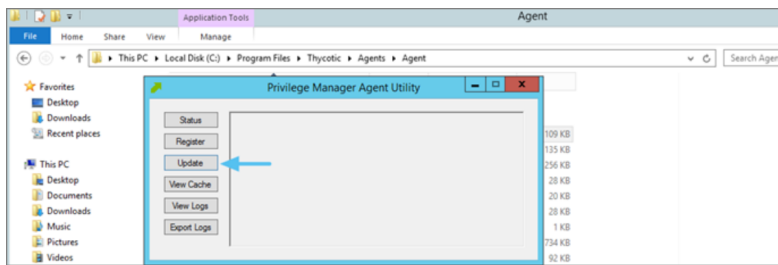 Application Tools
Agent
File Home Share View Manage
This PC Local Disk (C:) Program Files Thycotic Agents Agent
Search Agen
Favorites
Desktop
Downloads
Recent places
This PC
Desktop
Documents
Downloads
Music
Pictures
Videos
Privilege Manager Agent Utility
Status
Register
Update
View Cache
View Logs
Export Logs
109 KB
135 KB
256 KB
28 KB
20 KB
28 KB
1 KB
734 KB
92 KB